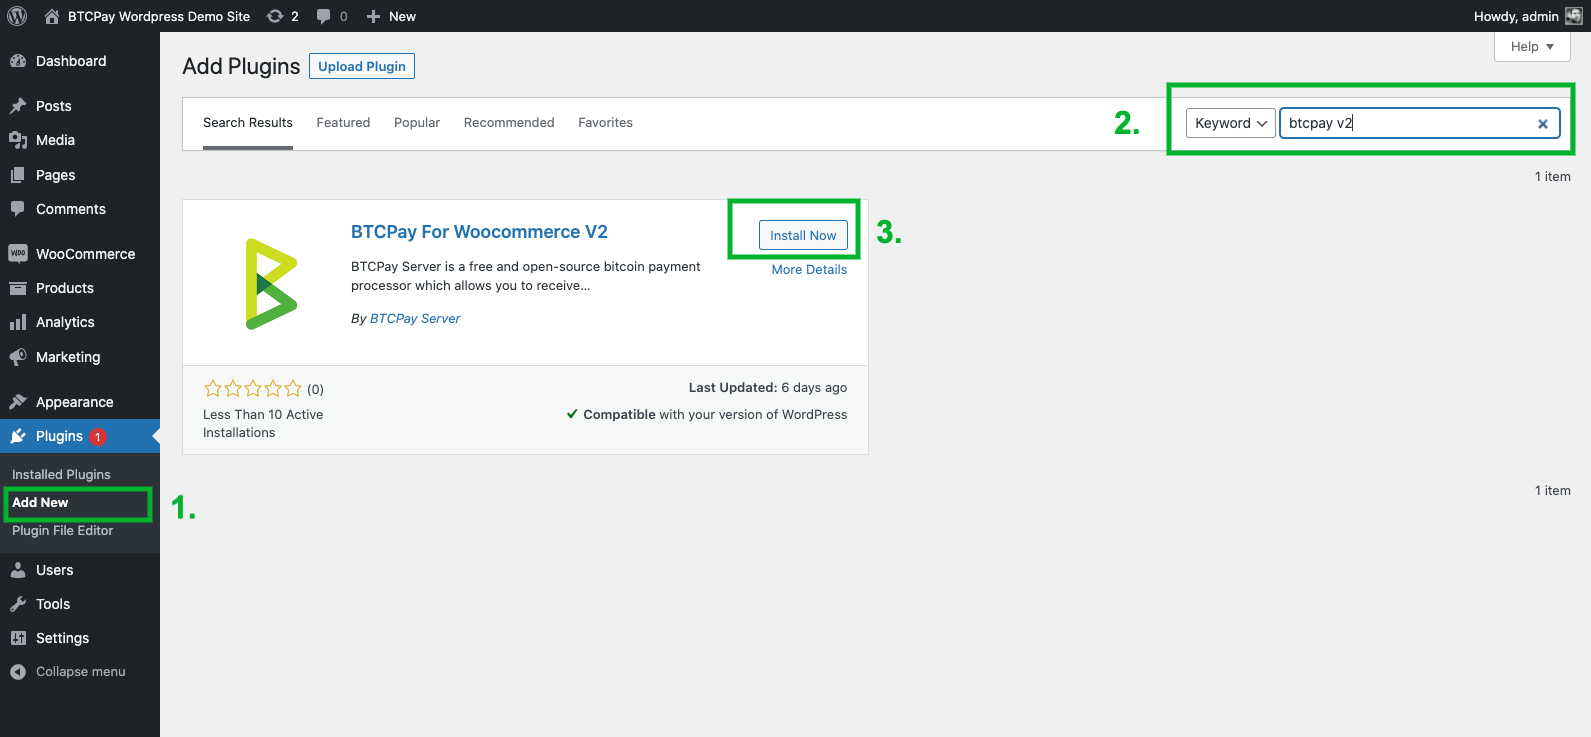 BTCPay Wordpress Demo Site 2 0 New Howdy, admin
Help
Dashboard
Posts
Media
Pages
Comments
WooCommerce
Products
Analytics
Marketing
Appearance
Plugins 1
Installed Plugins
Add New
1.
Plugin File Editor
Users
Tools
Settings
Collapse menu
Add Plugins Upload Plugin
Search Results Featured Popular Recommended Favorites
2.
Keyword btcpay v2
1 item
BTCPay For Woocommerce V2
Install Now
3.
More Details
BTCPay Server is a free and open-source bitcoin payment
processor which allows you to receive...
By BTCPay Server
(0)
Less Than 10 Active
Installations
Last Updated: 6 days ago
Compatible with your version of WordPress
1 item